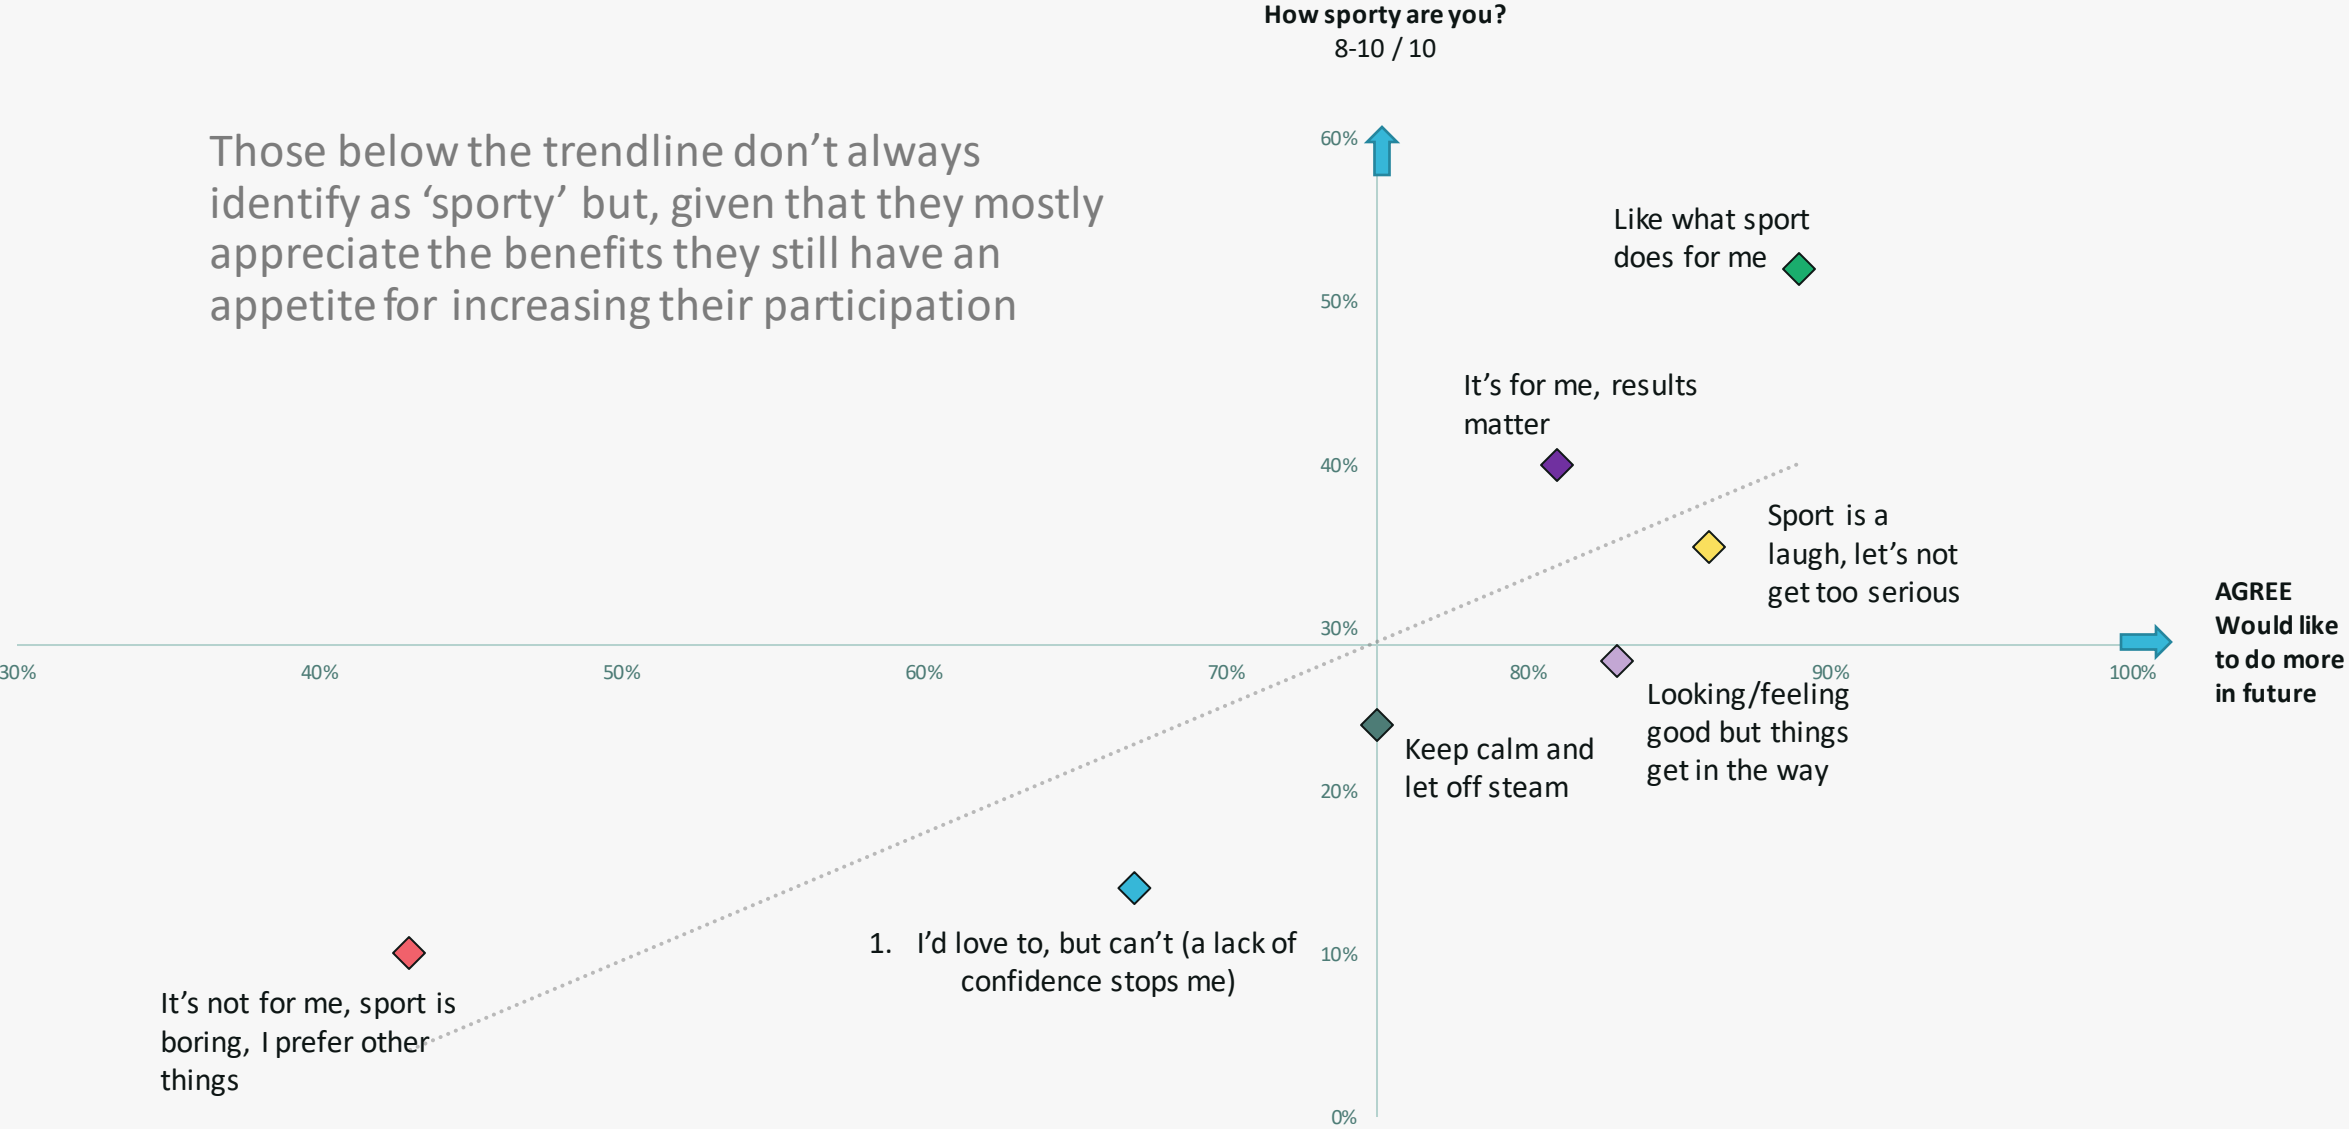 How sporty are you?
8-10 / 10
Those below the trendline don’t always
identify as ‘sporty’ but, given that they mostly
appreciate the benefits they still have an
appetite for increasing their participation
60%
Like what sport
does for me
50%
It’s for me, results
matter
40%
Sport is a
laugh, let’s not
get too serious
AGREE
Would like
to do more
in future
30%
30%
40%
50%
60%
70%
80%
90%
100%
Looking/feeling
good but things
get in the way
Keep calm and
let off steam
20%
1. I’d love to, but can’t (a lack of
confidence stops me)
10%
It’s not for me, sport is
boring, I prefer other
things
0%